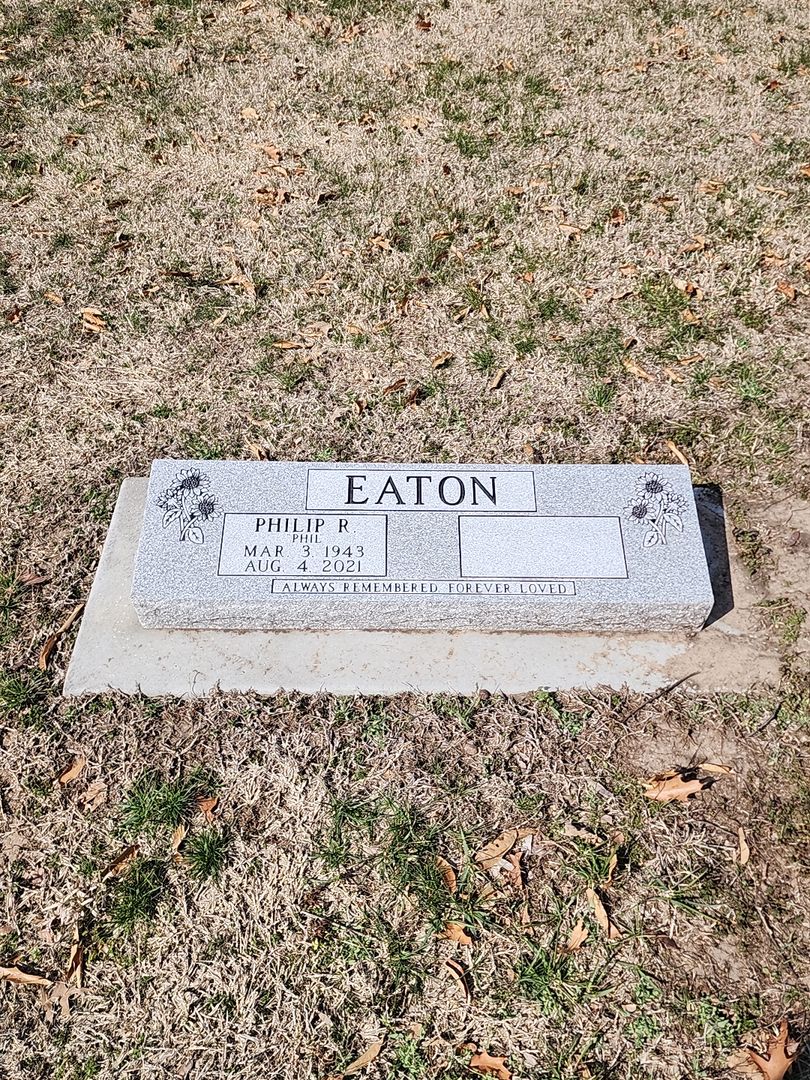 EATON
PHILIP R.
PHIL
MAR 3 1943
AUG. 4 2021
ALWAYS REMEMBERED FOREVER LOVED